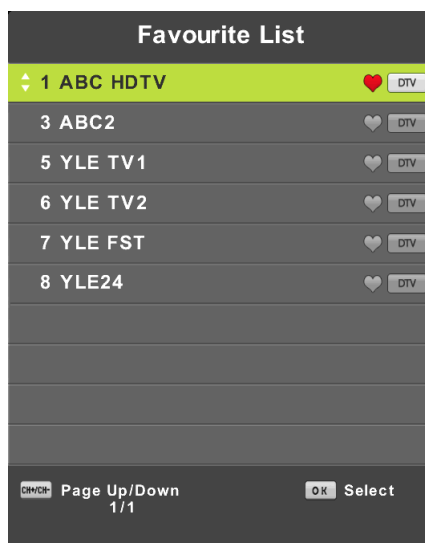 Favourite List
1 ABC HDTV DTV
3 ABC2 DTV
5 YLE TV1 DTV
6 YLE TV2 DTV
7 YLE FST DTV
8 YLE24 DTV
CH+/CH- Page Up/Down OK Select
1/1